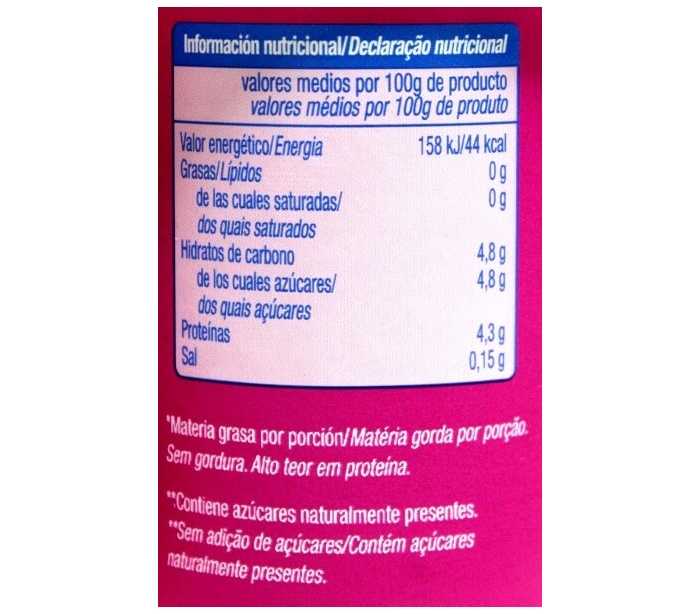 Información nutricional/Declaração nutricional
valores medios por 100g de producto
valores médios por 100g de produto
Valor energético/Energia 158 kJ/44 kcal
Grasas/Lípidos 0 g
de las cuales saturadas/ 0 g
dos quais saturados
Hidratos de carbono 4,8 g
de los cuales azúcares/ 4,8 g
dos quais açúcares
Proteínas 4,3 g
Sal 0,15 g
*Materia grasa por porción/Matéria gorda por porção.
Sem gordura. Alto teor em proteína.
**Contiene azúcares naturalmente presentes.
**Sem adição de açúcares/Contém açúcares
naturalmente presentes.